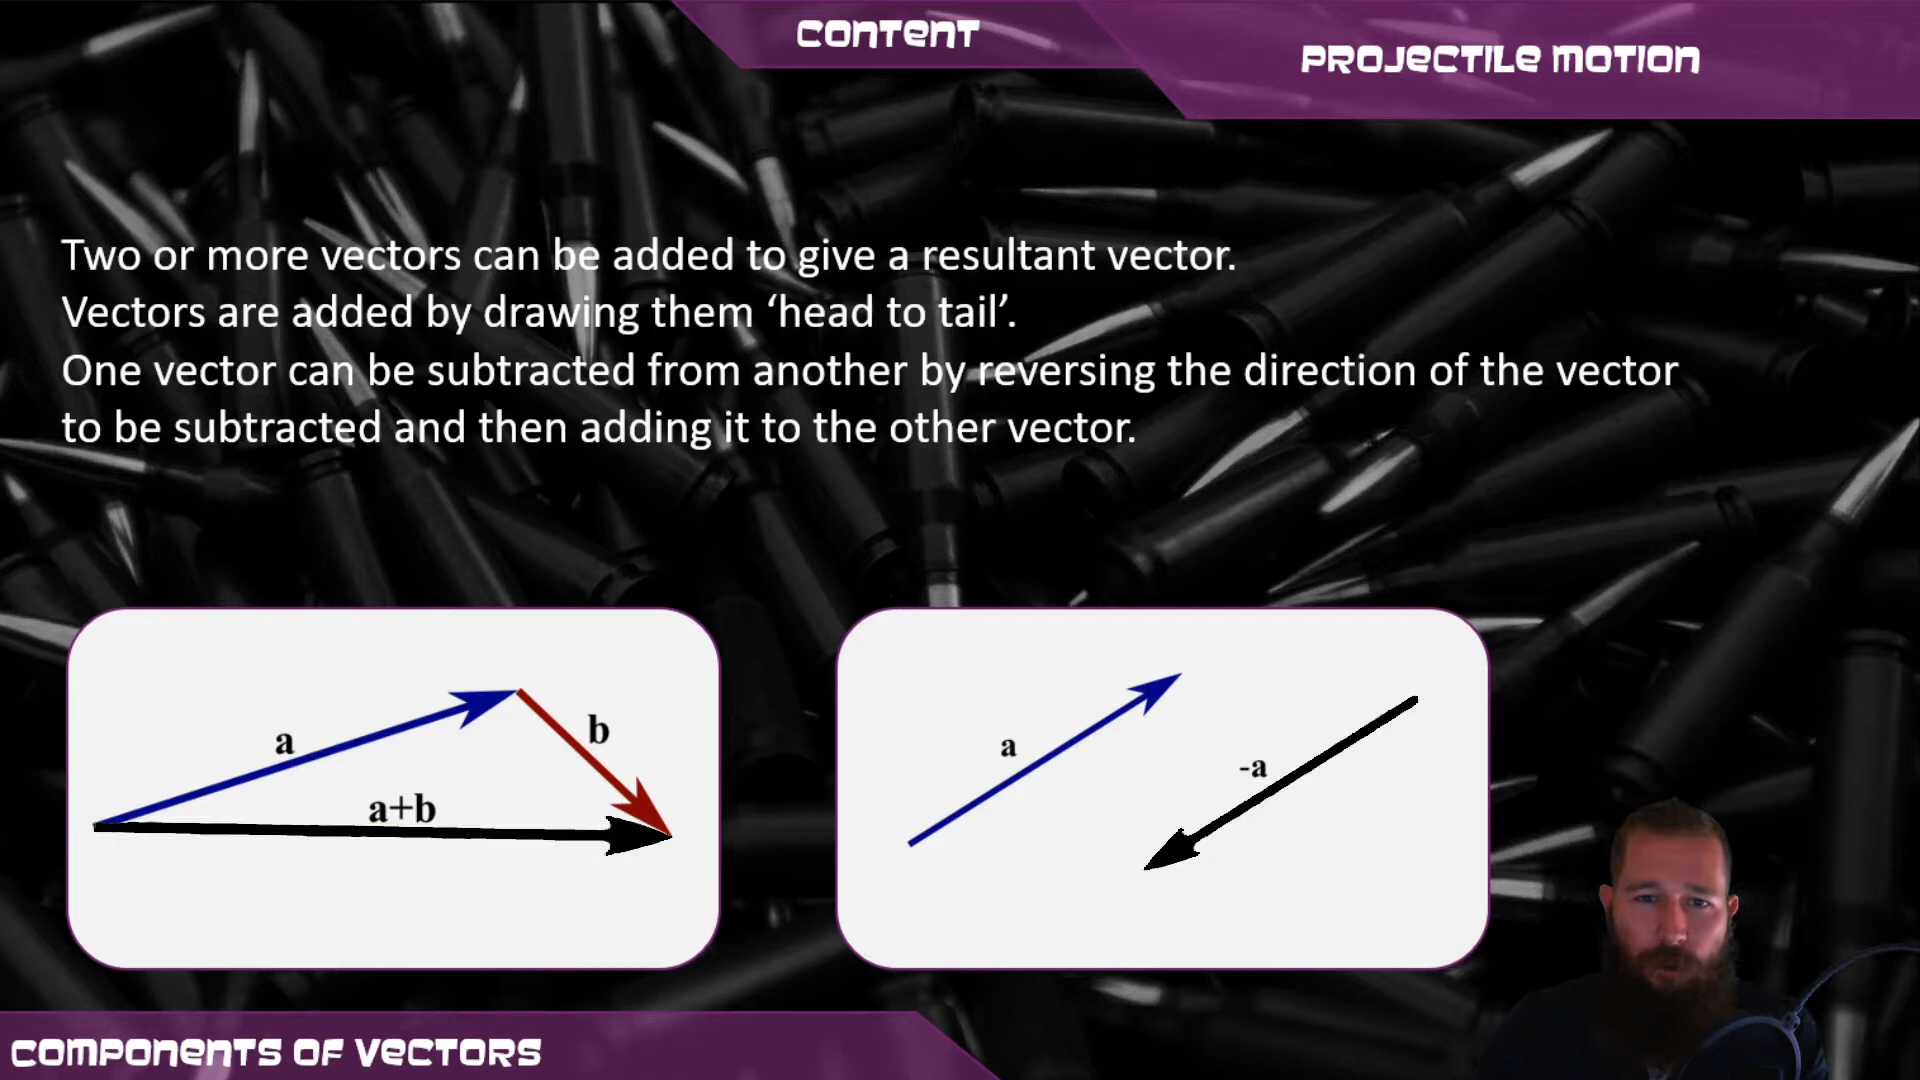 CONTENT
PROJECTILE MOTION
Two or more vectors can be added to give a resultant vector.
Vectors are added by drawing them ‘head to tail’.
One vector can be subtracted from another by reversing the direction of the vector
to be subtracted and then adding it to the other vector.
a
b
a+b
a
-a
COMPONENTS OF VECTORS